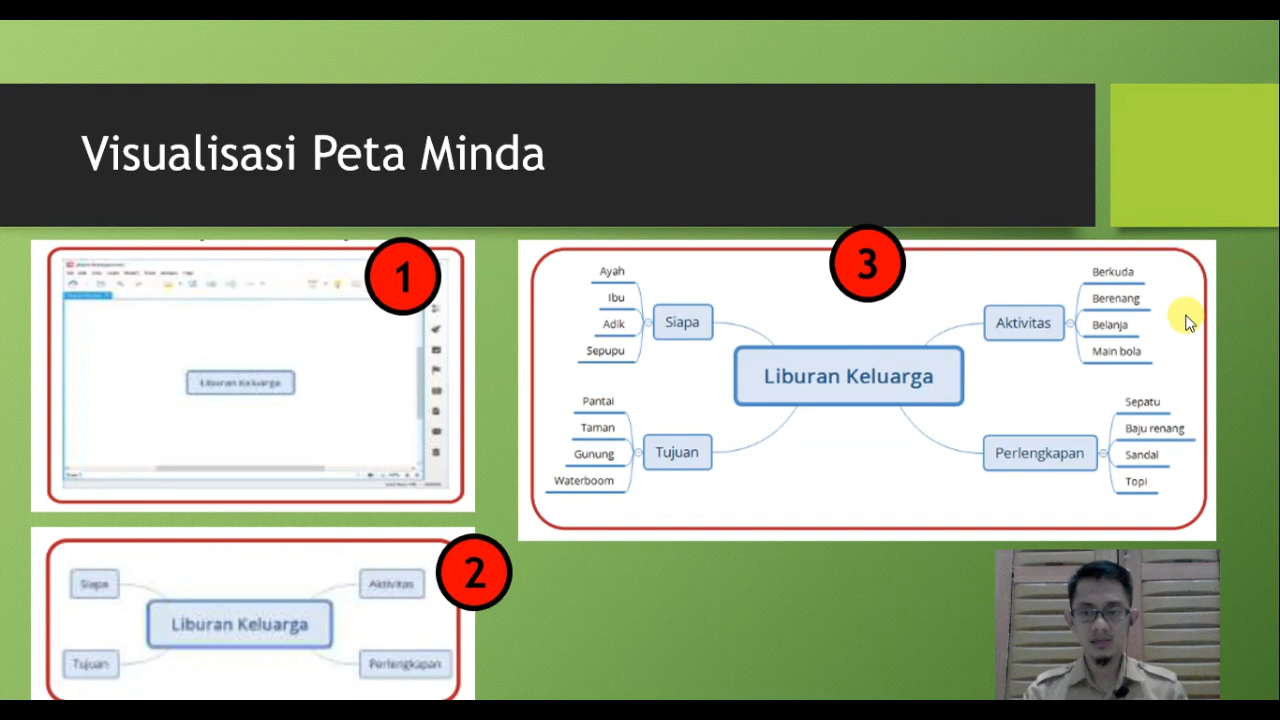 Visualisasi Peta Minda
1
Liburan Keluarga
2
Siapa
Aktivitas
Liburan Keluarga
Tujuan
Perlengkapan
3
Ayah
Ibu
Adik
Sepupu
Siapa
Pantai
Taman
Gunung
Waterboom
Tujuan
Liburan Keluarga
Aktivitas
Berkuda
Berenang
Belanja
Main bola
Perlengkapan
Sepatu
Baju renang
Sandal
Topi